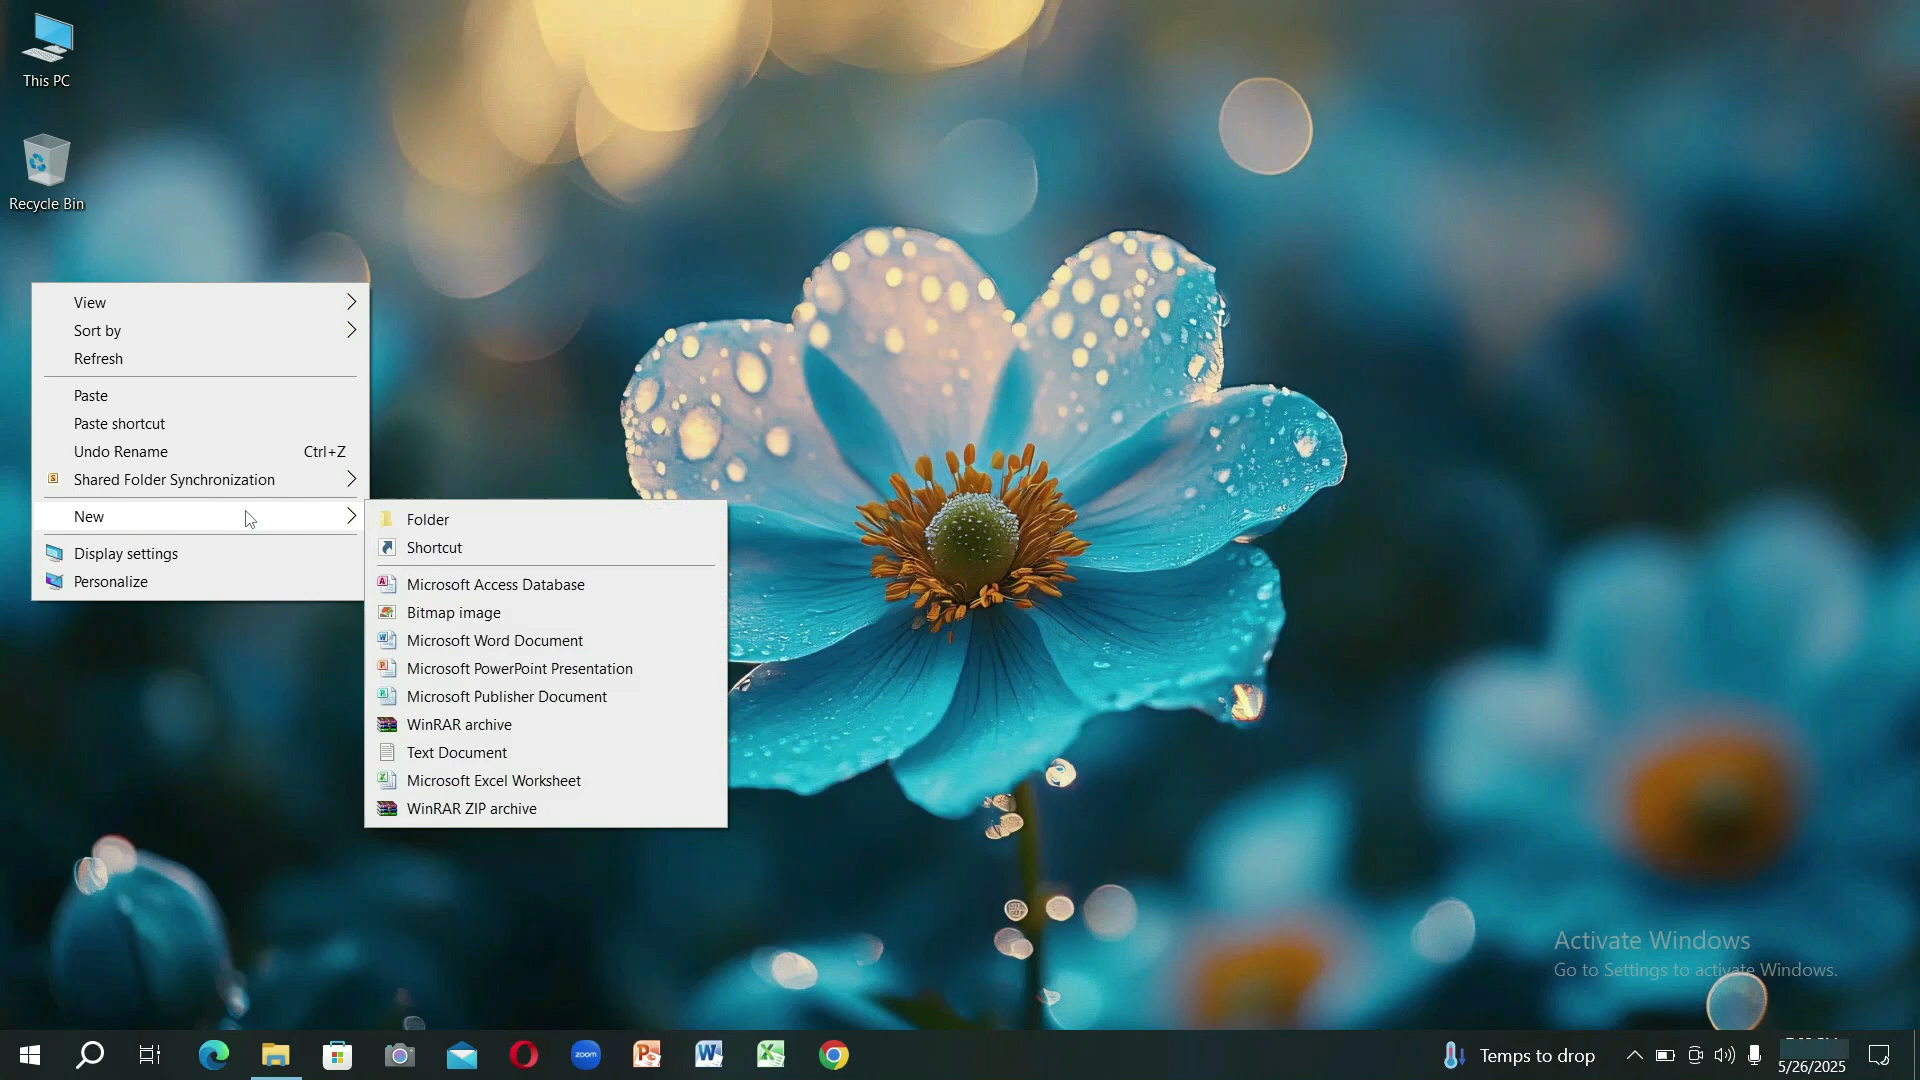 This PC
Recycle Bin
View
Sort by
Refresh
Paste
Paste shortcut
Undo Rename Ctrl+Z
Shared Folder Synchronization
New
Display settings
Personalize
Folder
Shortcut
Microsoft Access Database
Bitmap image
Microsoft Word Document
Microsoft PowerPoint Presentation
Microsoft Publisher Document
WinRAR archive
Text Document
Microsoft Excel Worksheet
WinRAR ZIP archive
Activate Windows
Go to Settings to activate Windows.
zoom
Temps to drop
5/26/2025